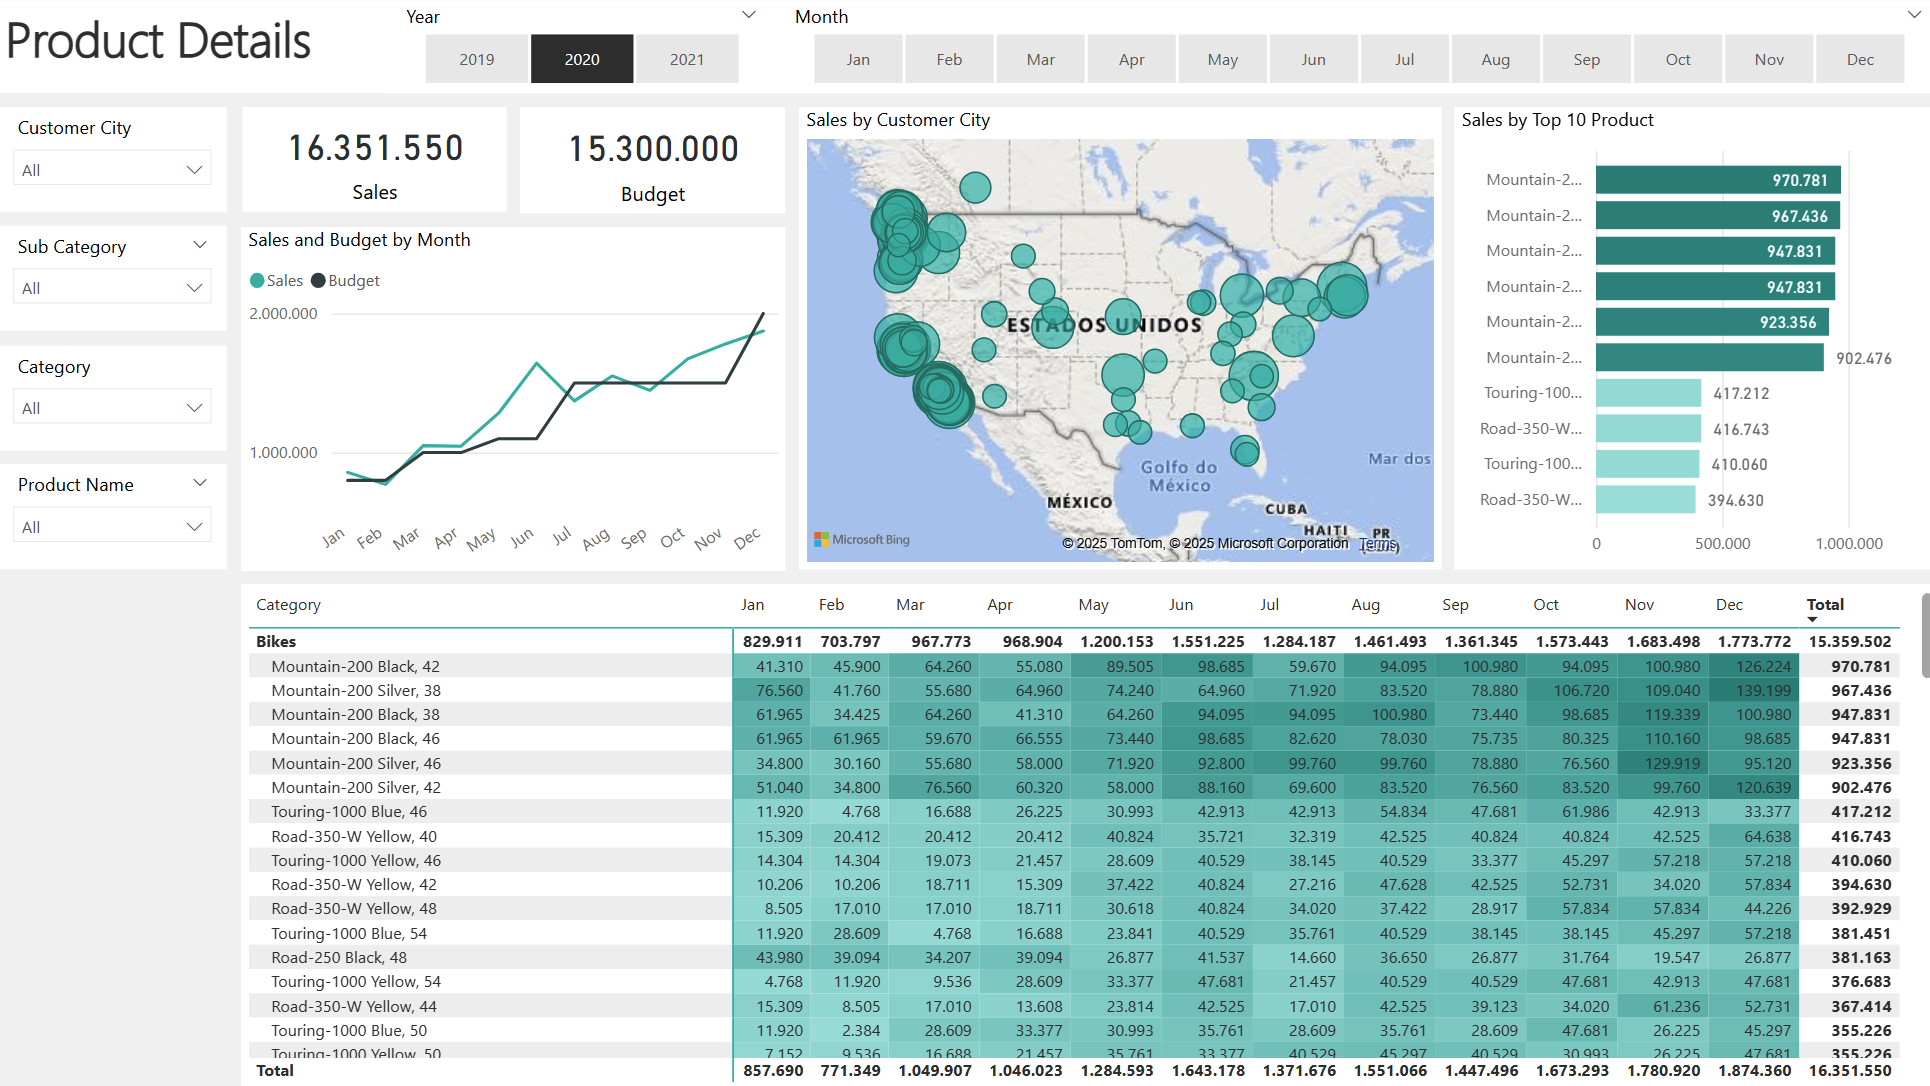 Product Details
Year
2019 2020 2021
Month
Jan Feb Mar Apr May Jun Jul Aug Sep Oct Nov Dec
Customer City
All
Sub Category
All
Category
All
Product Name
All
16.351.550
Sales
15.300.000
Budget
Sales and Budget by Month
Sales Budget
2.000.000
1.000.000
Jan Feb Mar Apr May Jun Jul Aug Sep Oct Nov Dec
Sales by Customer City
ESTADOS UNIDOS
Golfo do
México
Mar dos
MÉXICO
CUBA
HAITI
PR
Microsoft Bing
© 2025 TomTom, © 2025 Microsoft Corporation Terms
Sales by Top 10 Product
Mountain-2... 970.781
Mountain-2... 967.436
Mountain-2... 947.831
Mountain-2... 947.831
Mountain-2... 923.356
Mountain-2... 902.476
Touring-100... 417.212
Road-350-W... 416.743
Touring-100... 410.060
Road-350-W... 394.630
0 500.000 1.000.000
Category Jan Feb Mar Apr May Jun Jul Aug Sep Oct Nov Dec Total
Bikes 829.911 703.797 967.773 968.904 1.200.153 1.551.225 1.284.187 1.461.493 1.361.345 1.573.443 1.683.498 1.773.772 15.359.502
Mountain-200 Black, 42 41.310 45.900 64.260 55.080 89.505 98.685 59.670 94.095 100.980 94.095 100.980 126.224 970.781
Mountain-200 Silver, 38 76.560 41.760 55.680 64.960 74.240 64.960 71.920 83.520 78.880 106.720 109.040 139.199 967.436
Mountain-200 Black, 38 61.965 34.425 64.260 41.310 64.260 94.095 94.095 100.980 73.440 98.685 119.339 100.980 947.831
Mountain-200 Black, 46 61.965 61.965 59.670 66.555 73.440 98.685 82.620 78.030 75.735 80.325 110.160 98.685 947.831
Mountain-200 Silver, 46 34.800 30.160 55.680 58.000 71.920 92.800 99.760 99.760 78.880 76.560 129.919 95.120 923.356
Mountain-200 Silver, 42 51.040 34.800 76.560 60.320 58.000 88.160 69.600 83.520 76.560 83.520 99.760 120.639 902.476
Touring-1000 Blue, 46 11.920 4.768 16.688 26.225 30.993 42.913 42.913 54.834 47.681 61.986 42.913 33.377 417.212
Road-350-W Yellow, 40 15.309 20.412 20.412 20.412 40.824 35.721 32.319 42.525 40.824 40.824 42.525 64.638 416.743
Touring-1000 Yellow, 46 14.304 14.304 19.073 21.457 28.609 40.529 38.145 40.529 33.377 45.297 57.218 57.218 410.060
Road-350-W Yellow, 42 10.206 10.206 18.711 15.309 37.422 40.824 27.216 47.628 42.525 52.731 34.020 57.834 394.630
Road-350-W Yellow, 48 8.505 17.010 17.010 18.711 30.618 40.824 34.020 37.422 28.917 57.834 57.834 44.226 392.929
Touring-1000 Blue, 54 11.920 28.609 4.768 16.688 23.841 40.529 35.761 40.529 38.145 38.145 45.297 57.218 381.451
Road-250 Black, 48 43.980 39.094 34.207 39.094 26.877 41.537 14.660 36.650 26.877 31.764 19.547 26.877 381.163
Touring-1000 Yellow, 54 4.768 11.920 9.536 28.609 33.377 47.681 21.457 40.529 40.529 47.681 42.913 47.681 376.683
Road-350-W Yellow, 44 15.309 8.505 17.010 13.608 23.814 42.525 17.010 42.525 39.123 34.020 61.236 52.731 367.414
Touring-1000 Blue, 50 11.920 2.384 28.609 33.377 30.993 35.761 28.609 35.761 28.609 47.681 26.225 45.297 355.226
Touring-1000 Yellow, 50 7.152 9.536 16.688 21.457 35.761 33.377 40.529 45.297 40.529 30.993 26.225 47.681 355.226
Total 857.690 771.349 1.049.907 1.046.023 1.284.593 1.643.178 1.371.676 1.551.066 1.447.496 1.673.293 1.780.920 1.874.360 16.351.550